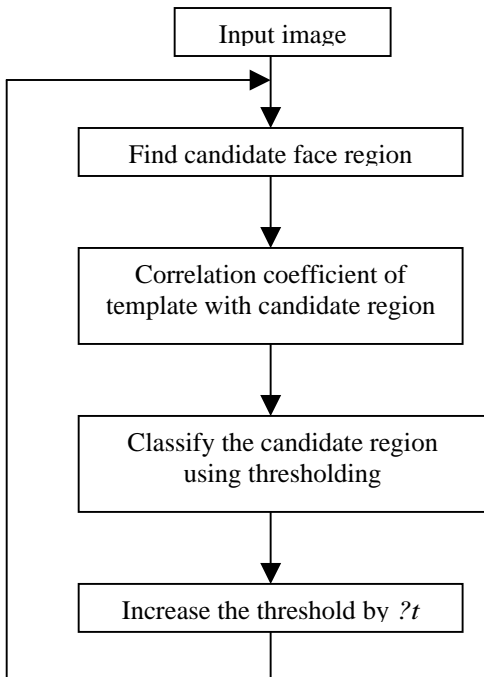 Input image
Find candidate face region
Correlation coefficient of
template with candidate region
Classify the candidate region
using thresholding
Increase the threshold by ?t